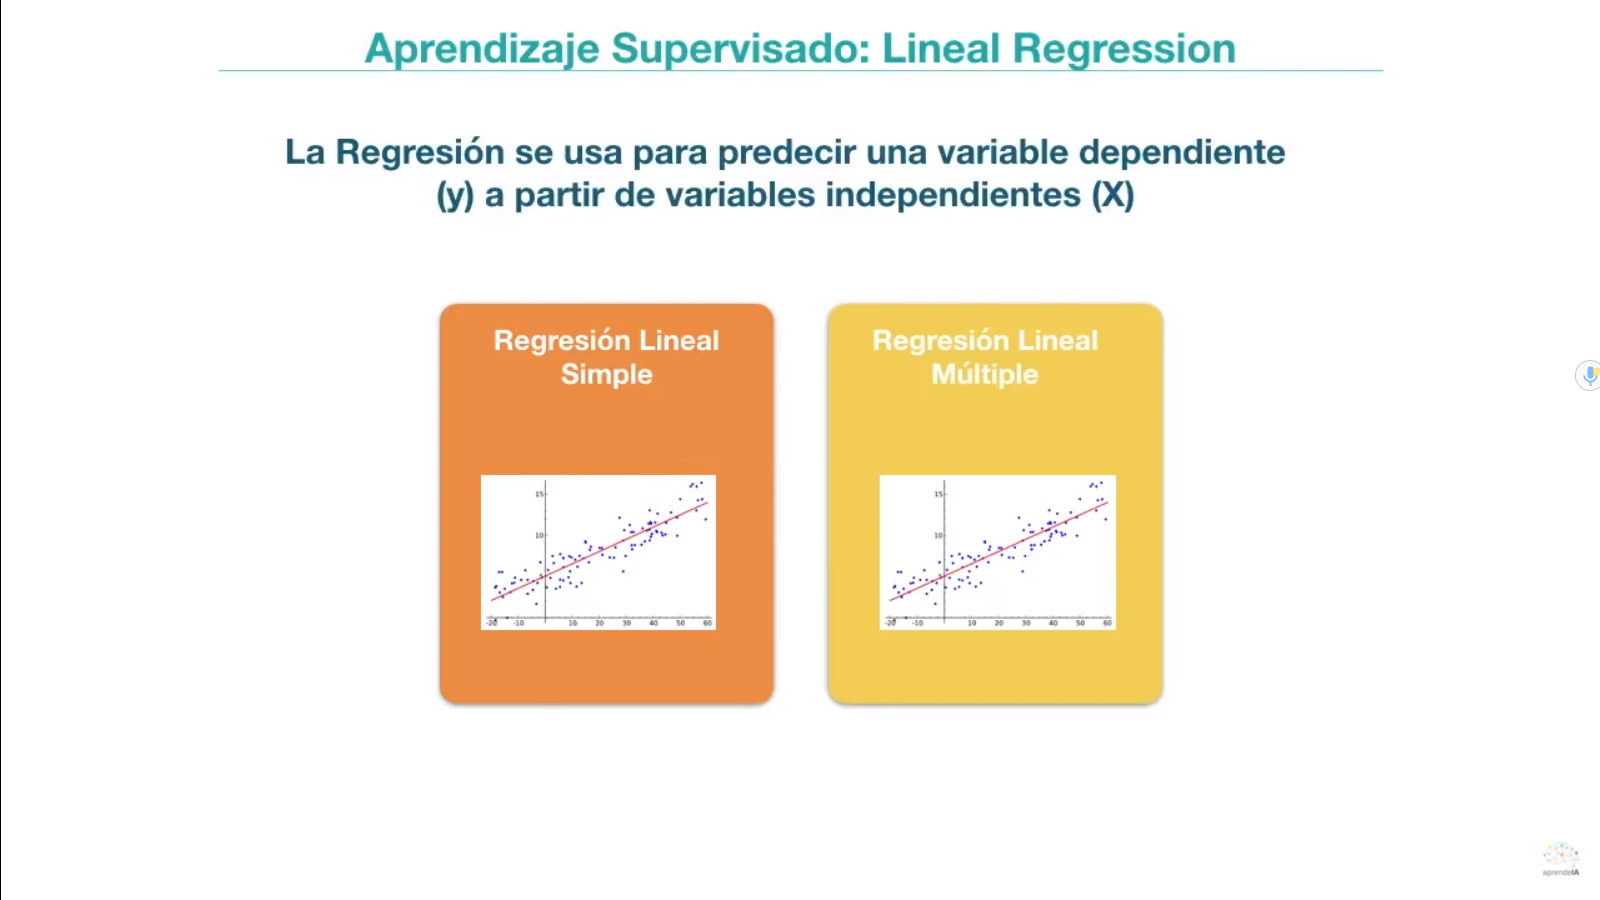 Aprendizaje Supervisado: Lineal Regression
La Regresión se usa para predecir una variable dependiente
(y) a partir de variables independientes (X)
Regresión Lineal
Simple
Regresión Lineal
Múltiple
15
10
-20 -10 10 20 30 40 50 60
15
10
-20 -10 10 20 30 40 50 60
aprendeIA